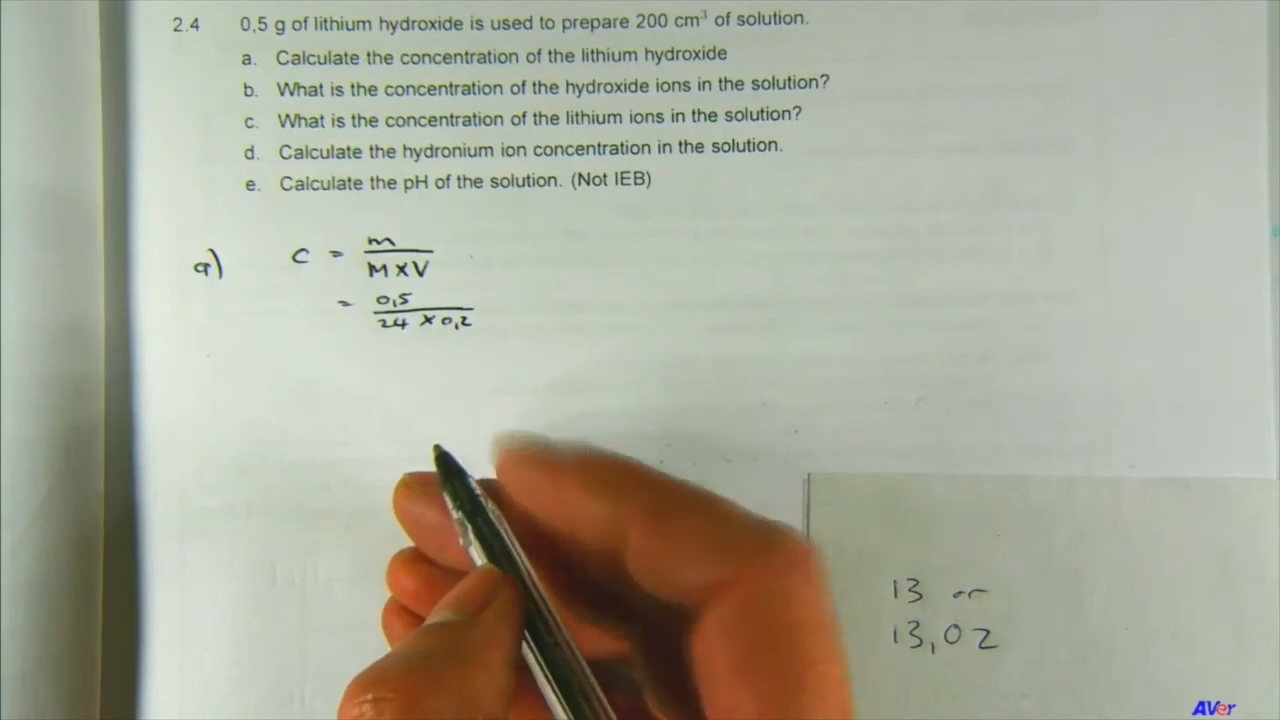 2.4 0,5 g of lithium hydroxide is used to prepare 200 cm³ of solution.
a. Calculate the concentration of the lithium hydroxide
b. What is the concentration of the hydroxide ions in the solution?
c. What is the concentration of the lithium ions in the solution?
d. Calculate the hydronium ion concentration in the solution.
e. Calculate the pH of the solution. (Not IEB)
a) c = m
M×V
= 0,5
24 × 0,2
13 or
13,02
AVer